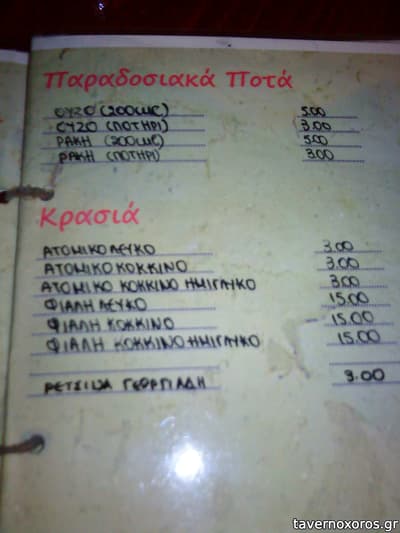 Παραδοσιακά Ποτά
ΟΥΖΟ (200ML) 5.00
ΟΥΖΟ (ΠΟΤΗΡΙ) 3.00
ΡΑΚΗ (200ML) 5.00
ΡΑΚΗ (ΠΟΤΗΡΙ) 3.00
Κρασιά
ΑΤΟΜΙΚΟ ΛΕΥΚΟ 3.00
ΑΤΟΜΙΚΟ ΚΟΚΚΙΝΟ 3.00
ΑΤΟΜΙΚΟ ΚΟΚΚΙΝΟ ΗΜΙΓΛΥΚΟ 3.00
ΦΙΑΛΗ ΛΕΥΚΟ 15.00
ΦΙΑΛΗ ΚΟΚΚΙΝΟ 15.00
ΦΙΑΛΗ ΚΟΚΚΙΝΟ ΗΜΙΓΛΥΚΟ 15.00
ΡΕΤΣΙΝΑ ΓΕΩΡΓΙΑΔΗ 3.00
tavernoxoros.gr